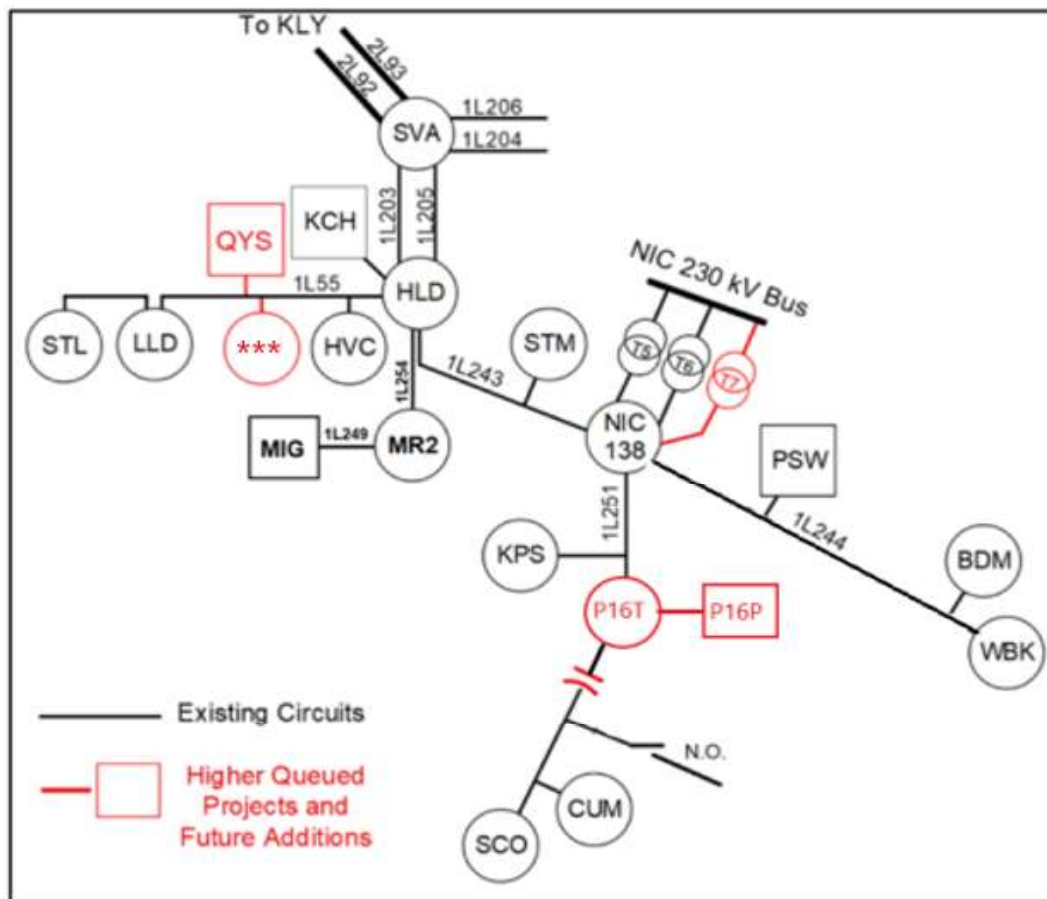 To KLY
2L93
2L92
SVA
1L206
1L204
1L203
1L205
QYS
KCH
HLD
1L55
STL
LLD
***
HVC
NIC 230 kV Bus
T5
T6
T7
STM
1L243
1L254
NIC
138
MIG
1L249
MR2
PSW
1L251
1L244
KPS
BDM
P16T
P16P
WBK
Existing Circuits
N.O.
Higher Queued
Projects and
Future Additions
CUM
SCO